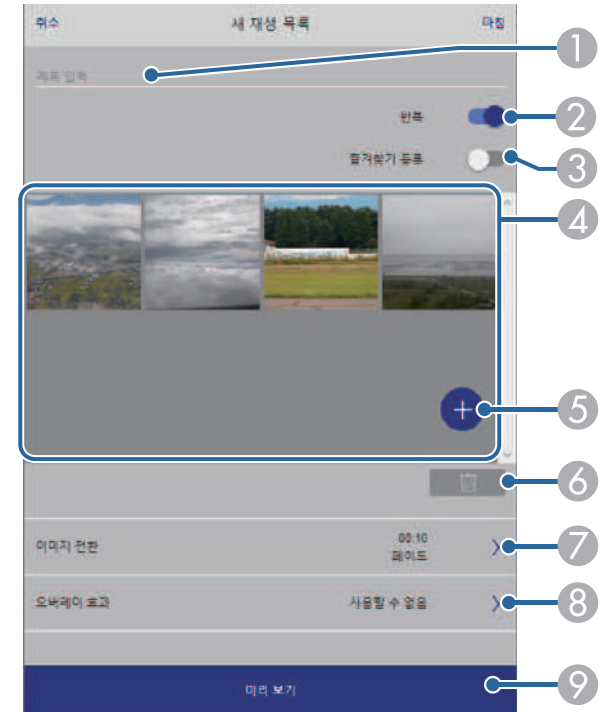 취소 새 재생 목록 마침
제목 입력
반복
즐겨찾기 등록
1
2
3
4
+
5
6
이미지 전환 00:10
페이드
7
오버레이 효과 사용할 수 없음
8
미리 보기
9